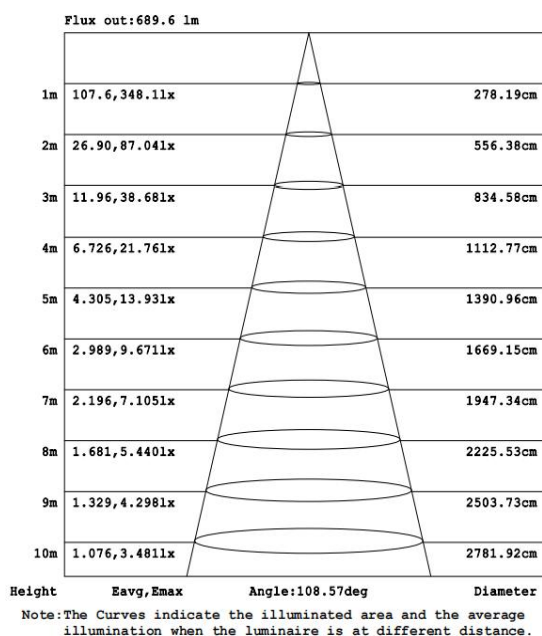 Flux out:689.6 lm
1m 107.6,348.1lx 278.19cm
2m 26.90,87.04lx 556.38cm
3m 11.96,38.68lx 834.58cm
4m 6.726,21.76lx 1112.77cm
5m 4.305,13.93lx 1390.96cm
6m 2.989,9.671lx 1669.15cm
7m 2.196,7.105lx 1947.34cm
8m 1.681,5.440lx 2225.53cm
9m 1.329,4.298lx 2503.73cm
10m 1.076,3.481lx 2781.92cm
Height Eavg,Emax Angle:108.57deg Diameter
Note:The Curves indicate the illuminated area and the average
illumination when the luminaire is at different distance.